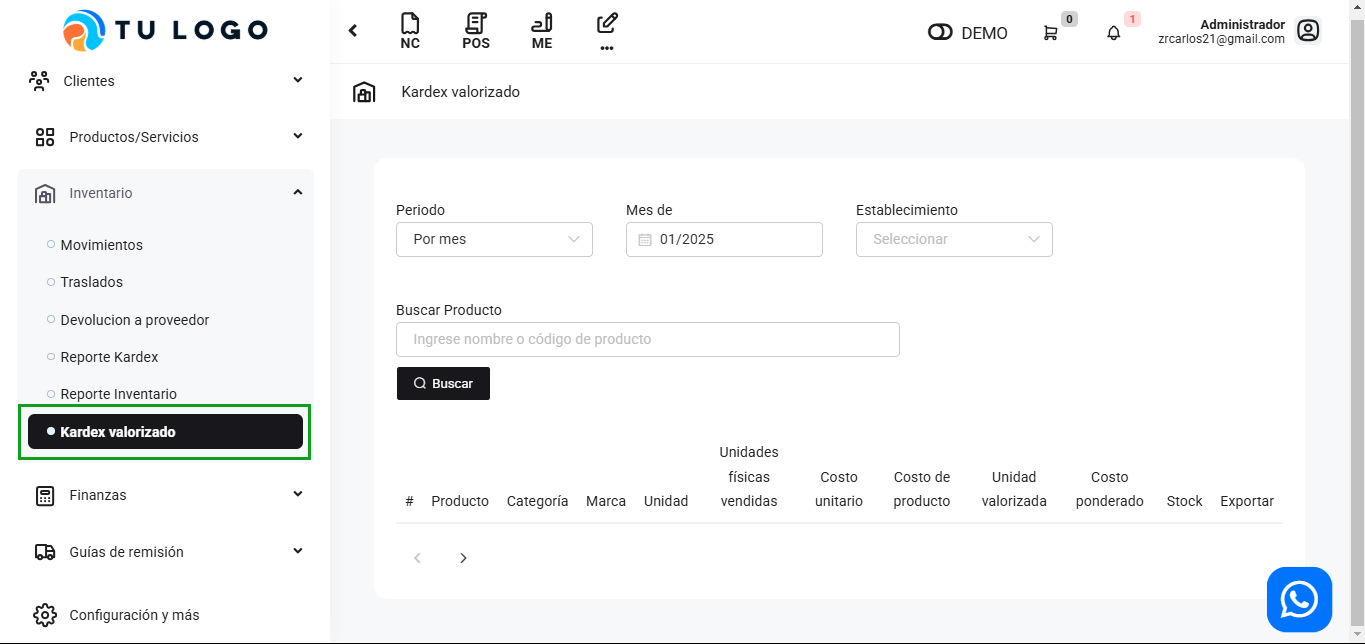 TU LOGO
Clientes
Productos/Servicios
Inventario
Movimientos
Traslados
Devolucion a proveedor
Reporte Kardex
Reporte Inventario
Kardex valorizado
Finanzas
Guías de remisión
Configuración y más
NC
POS
ME
...
DEMO
0
1
Administrador
zrcarlos21@gmail.com
Kardex valorizado
Periodo
Mes de
Establecimiento
Por mes
01/2025
Seleccionar
Buscar Producto
Ingrese nombre o código de producto
Buscar
#
Producto
Categoría
Marca
Unidad
Unidades
físicas
vendidas
Costo
unitario
Costo de
producto
Unidad
valorizada
Costo
ponderado
Stock
Exportar